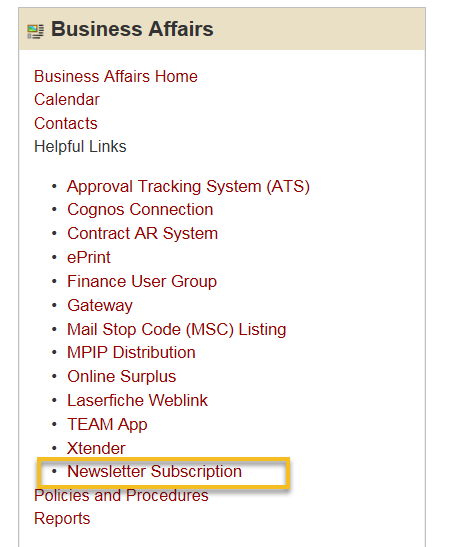 Business Affairs
Business Affairs Home
Calendar
Contacts
Helpful Links
• Approval Tracking System (ATS)
• Cognos Connection
• Contract AR System
• ePrint
• Finance User Group
• Gateway
• Mail Stop Code (MSC) Listing
• MPIP Distribution
• Online Surplus
• Laserfiche Weblink
• TEAM App
• Xtender
• Newsletter Subscription
Policies and Procedures
Reports